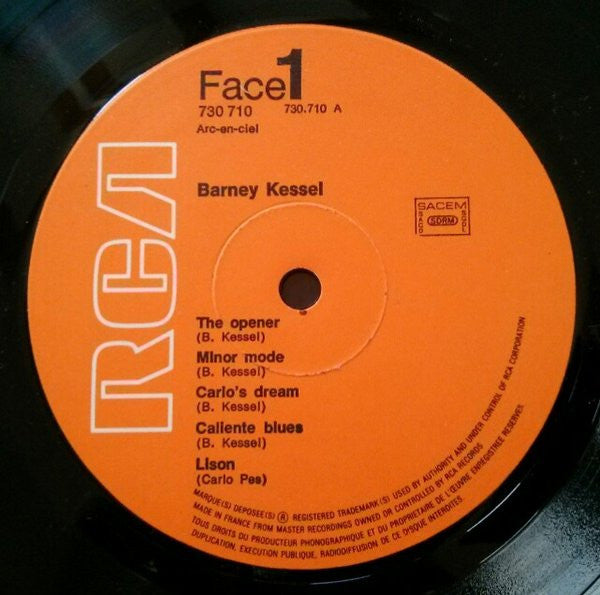 Face 1
730 710
730.710 A
Arc-en-ciel
RCA
Barney Kessel
SACEM
SACD SDRM SGDL
The opener
(B. Kessel)
Minor mode
(B. Kessel)
Carlo's dream
(B. Kessel)
Caliente blues
(B. Kessel)
Lison
(Carlo Pes)
MARQUE(S) DEPOSEE(S) ® REGISTERED TRADEMARK(S) USED BY AUTHORITY AND UNDER CONTROL OF RCA CORPORATION
MADE IN FRANCE FROM MASTER RECORDINGS OWNED OR CONTROLLED BY RCA RECORDS
TOUS DROITS DU PRODUCTEUR PHONOGRAPHIQUE ET DU PROPRIETAIRE DE L'ŒUVRE ENREGISTREE RESERVES.
DUPLICATION, EXECUTION PUBLIQUE, RADIODIFFUSION DE CE DISQUE INTERDITES.